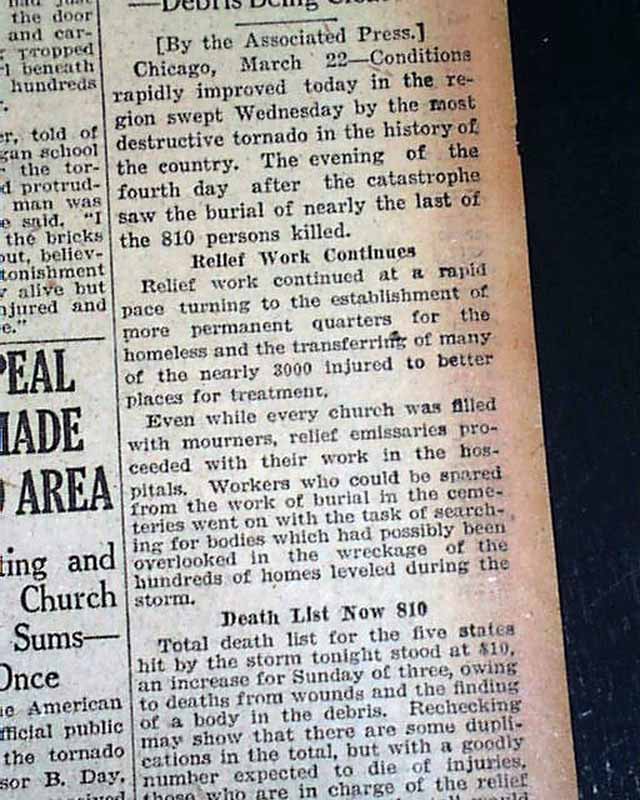 had just
the door
and car-
dropped
beneath
hundreds
er, told of
gan school
the tor-
d protrud-
man was
e said. "I
the bricks
out, believ-
tonishment
alive but
njured and
e."
PEAL
MADE
AREA
ting and
Church
Sums—
Once
e American
fficial public
the tornado
sor B. Day,
—Debris Being
[By the Associated Press.]
Chicago, March 22—Conditions
rapidly improved today in the re-
gion swept Wednesday by the most
destructive tornado in the history of
the country. The evening of the
fourth day after the catastrophe
saw the burial of nearly the last of
the 810 persons killed.
Relief Work Continues
Relief work continued at a rapid
pace turning to the establishment of
more permanent quarters for the
homeless and the transferring of many
of the nearly 3000 injured to better
places for treatment.
Even while every church was filled
with mourners, relief emissaries pro-
ceeded with their work in the hos-
pitals. Workers who could be spared
from the work of burial in the ceme-
teries went on with the task of search-
ing for bodies which had possibly been
overlooked in the wreckage of the
hundreds of homes leveled during the
storm.
Death List Now 810
Total death list for the five states
hit by the storm tonight stood at 810,
an increase for Sunday of three, owing
to deaths from wounds and the finding
of a body in the debris. Rechecking
may show that there are some dupli-
cations in the total, but with a goodly
number expected to die of injuries,
those who are in charge of the relief